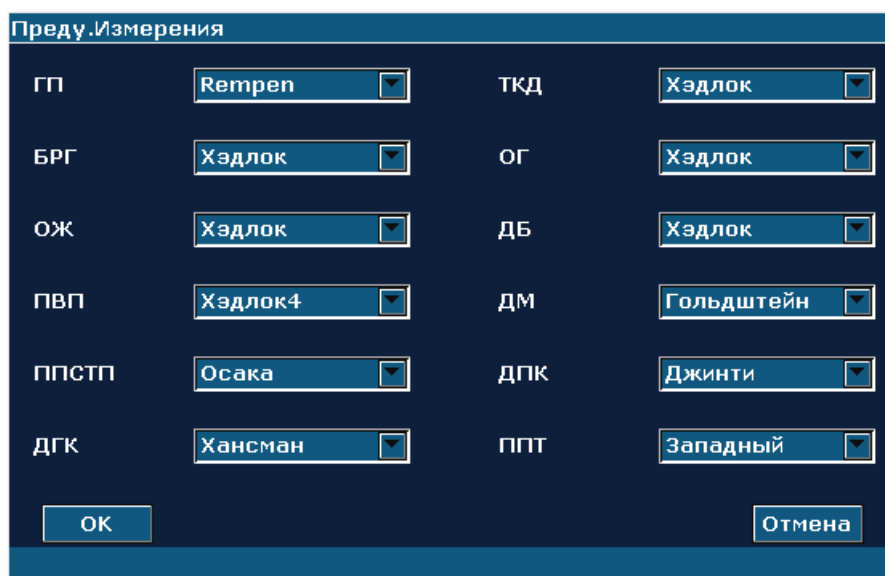 Преду.Измерения
ГП Rempen ТКД Хэдлок
БРГ Хэдлок ОГ Хэдлок
ОЖ Хэдлок ДБ Хэдлок
ПВП Хэдлок4 ДМ Гольдштейн
ППСТП Осака ДПК Джинти
ДГК Хансман ППТ Западный
ОК Отмена